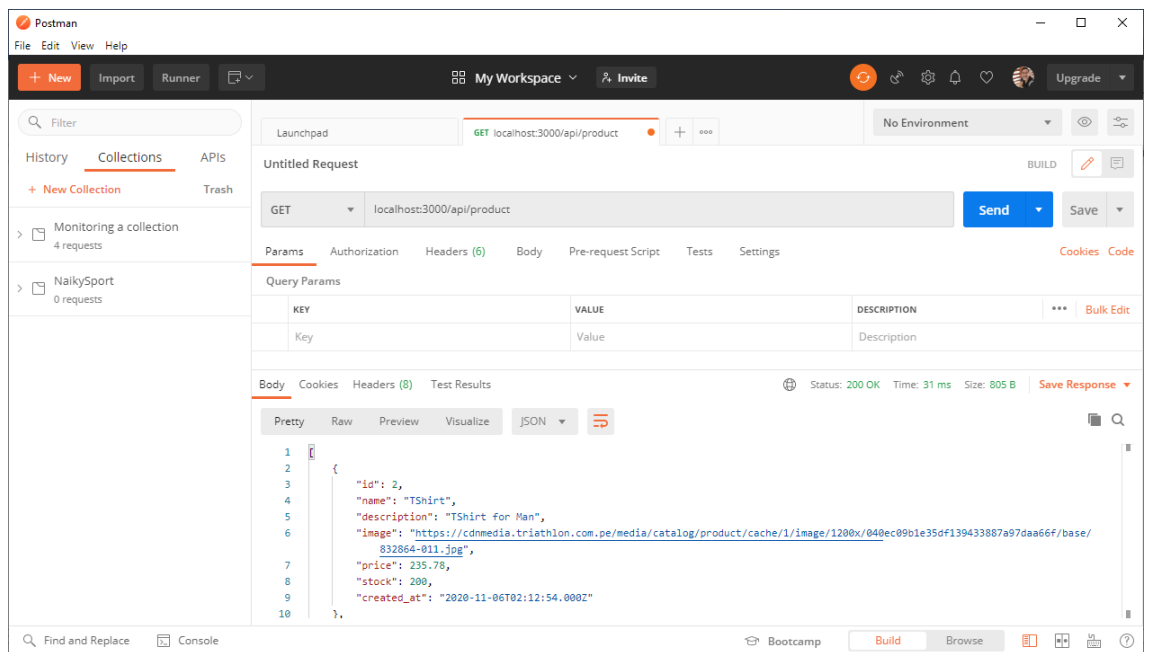 Postman
File Edit View Help
+ New Import Runner My Workspace Invite Upgrade
Filter
History Collections APIs
+ New Collection Trash
Monitoring a collection
4 requests
NaikySport
0 requests
Launchpad GET localhost:3000/api/product + ooo No Environment
Untitled Request BUILD
GET localhost:3000/api/product Send Save
Params Authorization Headers (6) Body Pre-request Script Tests Settings Cookies Code
Query Params
KEY VALUE DESCRIPTION ••• Bulk Edit
Key Value Description
Body Cookies Headers (8) Test Results Status: 200 OK Time: 31 ms Size: 805 B Save Response
Pretty Raw Preview Visualize JSON
1 [
2 {
3 "id": 2,
4 "name": "TShirt",
5 "description": "TShirt for Man",
6 "image": "https://cdnmedia.triathlon.com.pe/media/catalog/product/cache/1/image/1200x/040ec09b1e35df139433887a97daa66f/base/
832864-011.jpg",
7 "price": 235.78,
8 "stock": 200,
9 "created_at": "2020-11-06T02:12:54.000Z"
10 },
Find and Replace Console Bootcamp Build Browse